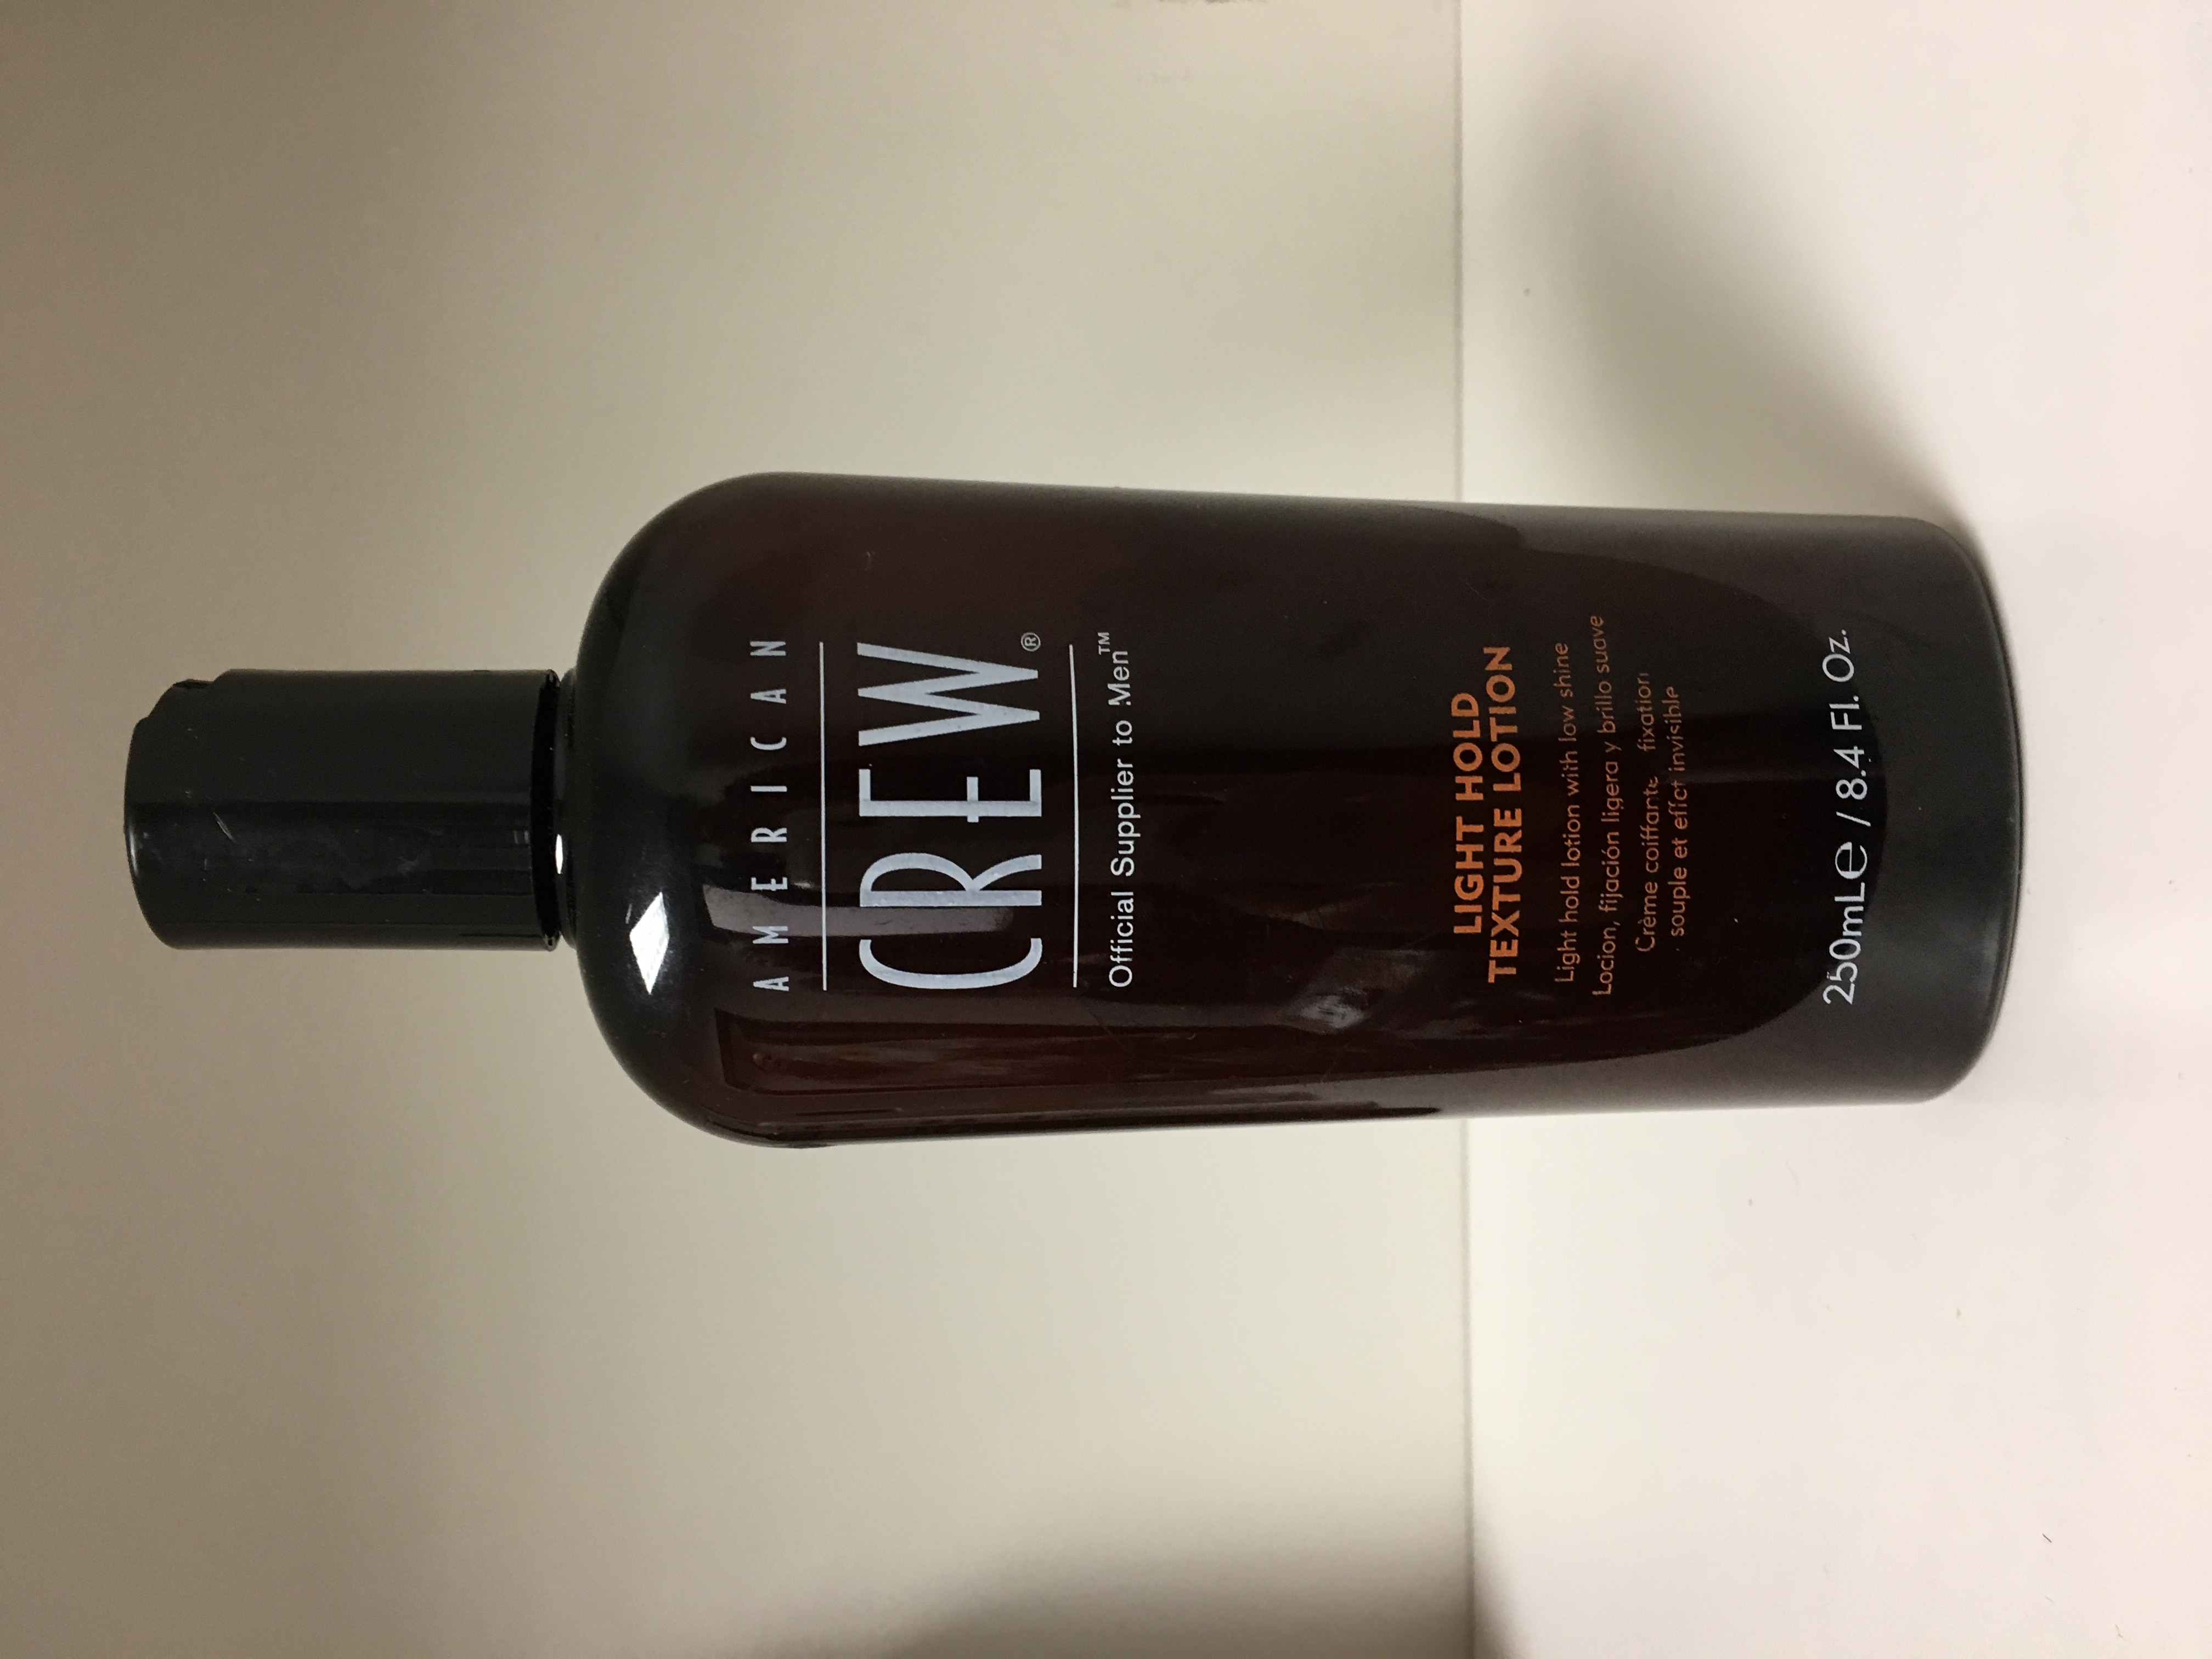 AMERICAN
CREW®
Official Supplier to Men™
LIGHT HOLD
TEXTURE LOTION
Light hold lotion with low shine
Locion, fijación ligera y brillo suave
Crème coiffante fixation
souple et effet invisible
250mL℮ / 8.4 Fl. Oz.